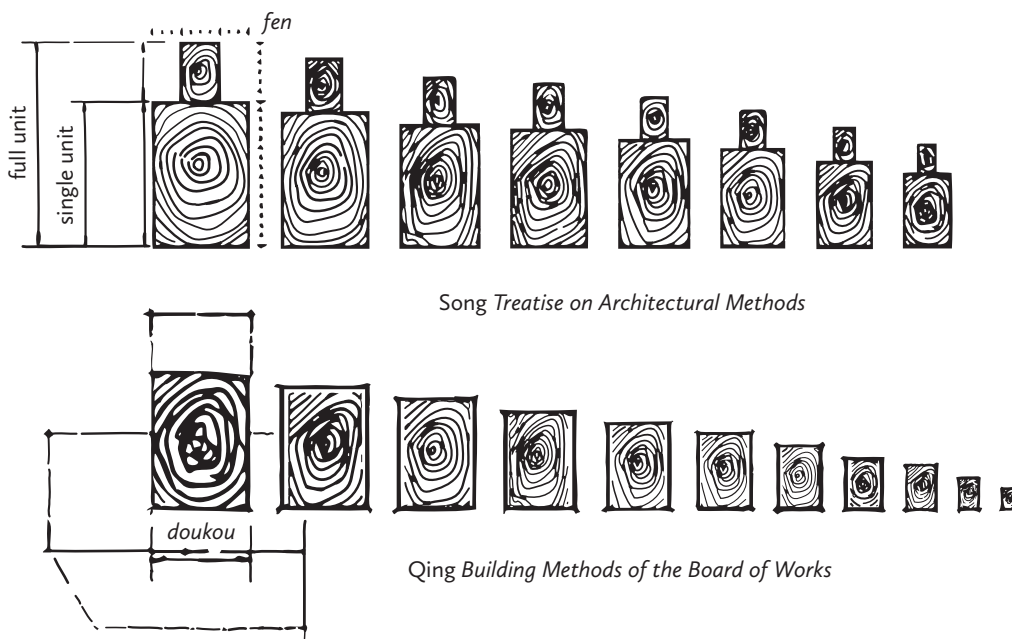 fen
full unit
single unit
Song Treatise on Architectural Methods
doukou
Qing Building Methods of the Board of Works